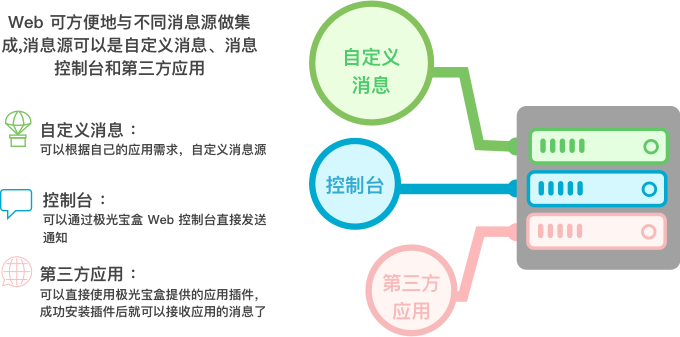 Web 可方便地与不同消息源做集
成,消息源可以是自定义消息、消息
控制台和第三方应用
自定义消息：
可以根据自己的应用需求，自定义消息源
控制台：
可以通过极光宝盒 Web 控制台直接发送
通知
第三方应用：
可以直接使用极光宝盒提供的应用插件，
成功安装插件后就可以接收应用的消息了
自定义
消息
控制台
第三方
应用